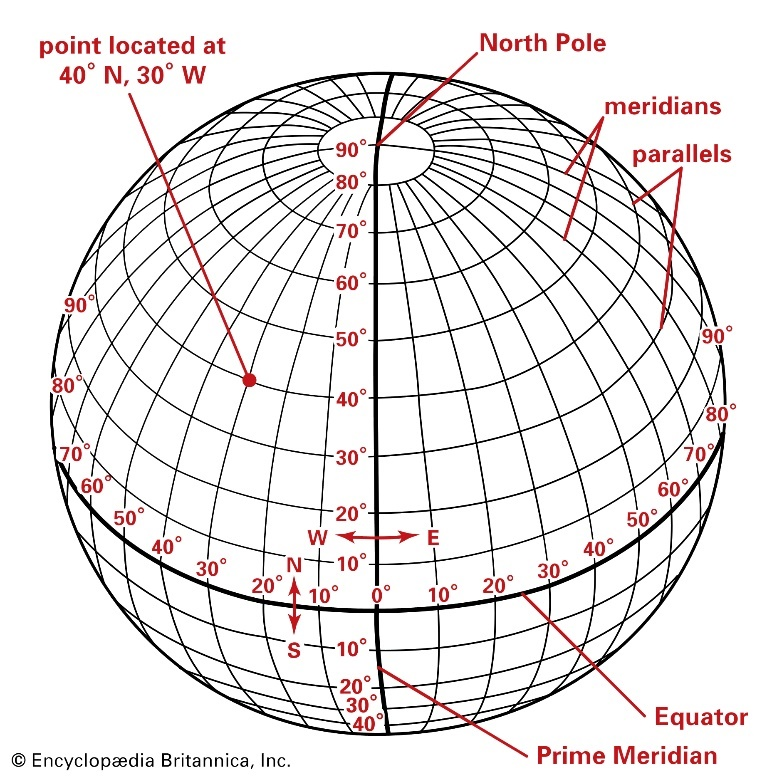 point located at
40° N, 30° W
North Pole
meridians
parallels
90°
80°
70°
60°
50°
40°
30°
20°
W E
10°
N
S
90°
80°
70°
60°
50°
40°
30°
20°
10°
0°
10°
20°
30°
40°
50°
60°
70°
80°
90°
10°
20°
30°
40°
Equator
Prime Meridian
© Encyclopædia Britannica, Inc.